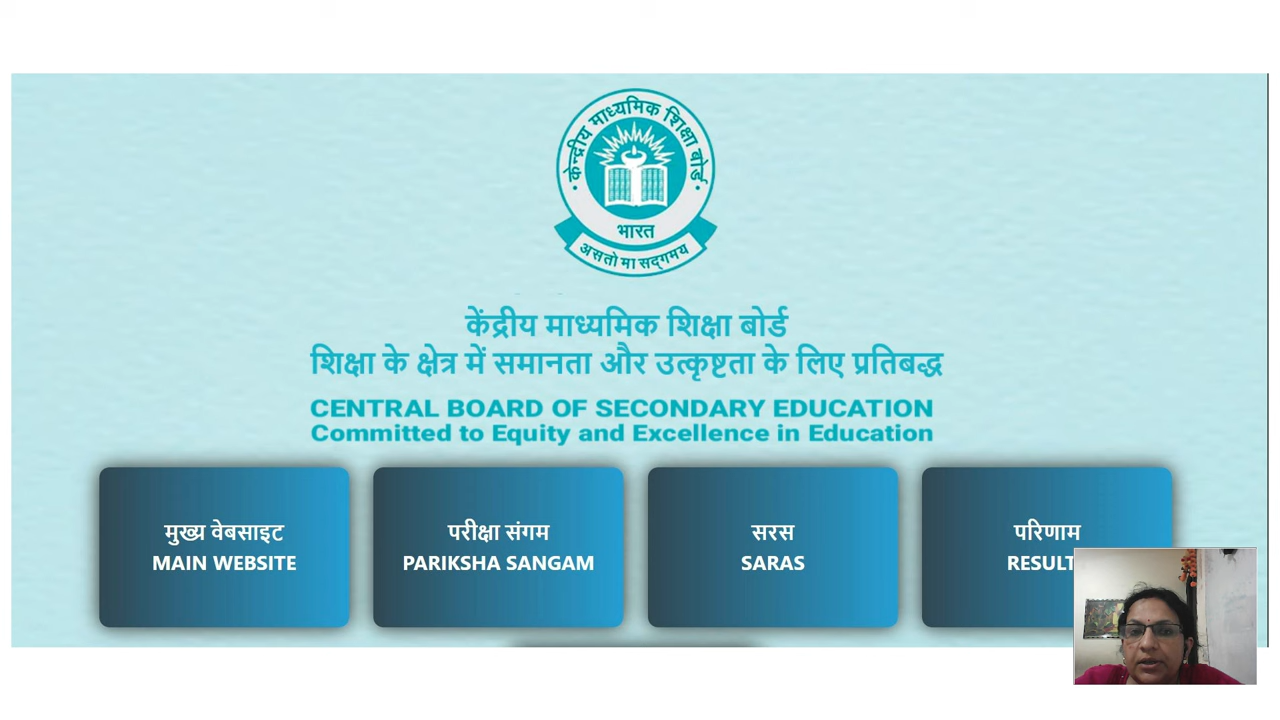 केन्द्रीय माध्यमिक शिक्षा बोर्ड
भारत
असतो मा सद्गमय
केंद्रीय माध्यमिक शिक्षा बोर्ड
शिक्षा के क्षेत्र में समानता और उत्कृष्टता के लिए प्रतिबद्ध
CENTRAL BOARD OF SECONDARY EDUCATION
Committed to Equity and Excellence in Education
मुख्य वेबसाइट
MAIN WEBSITE
परीक्षा संगम
PARIKSHA SANGAM
सरस
SARAS
परिणाम
RESULT